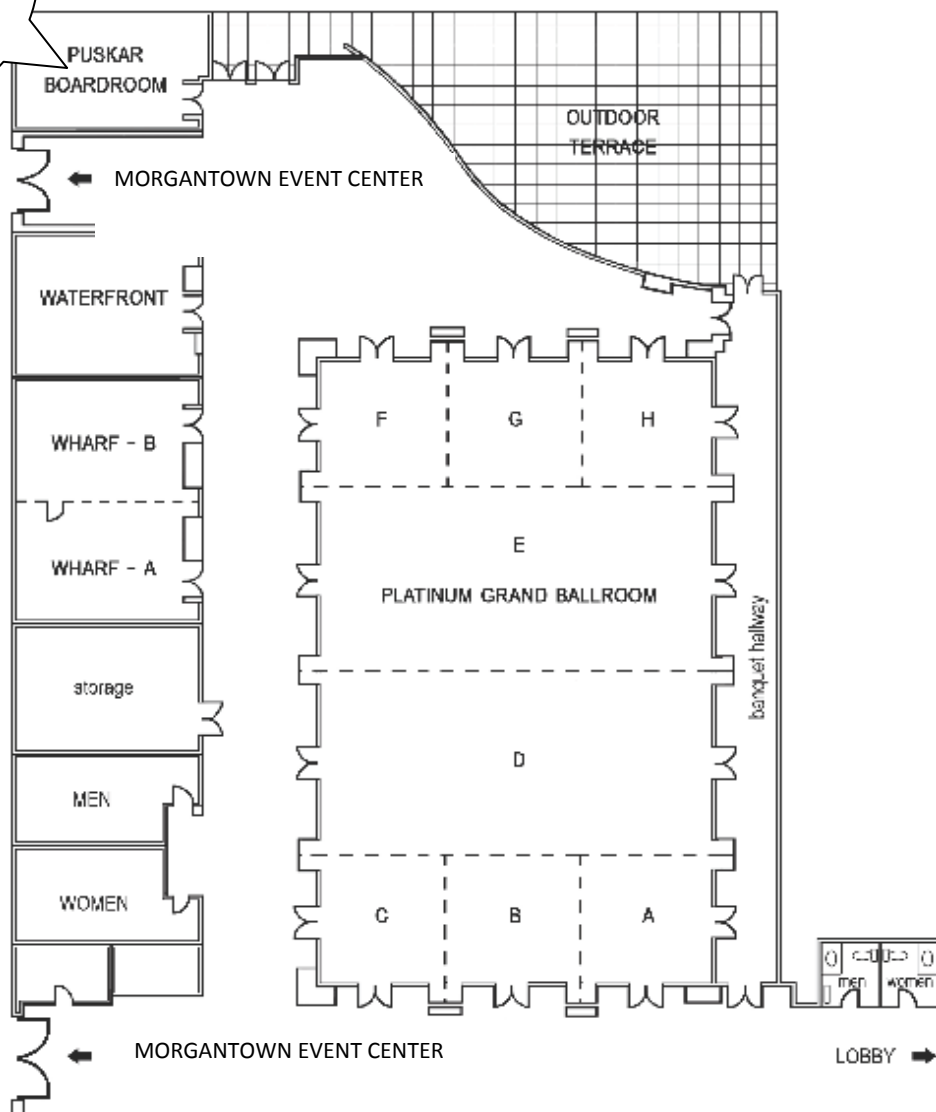 PUSKAR
BOARDROOM
OUTDOOR
TERRACE
MORGANTOWN EVENT CENTER
WATERFRONT
F
G
H
WHARF - B
E
WHARF - A
PLATINUM GRAND BALLROOM
banquet hallway
storage
D
MEN
WOMEN
C
B
A
men
women
MORGANTOWN EVENT CENTER
LOBBY